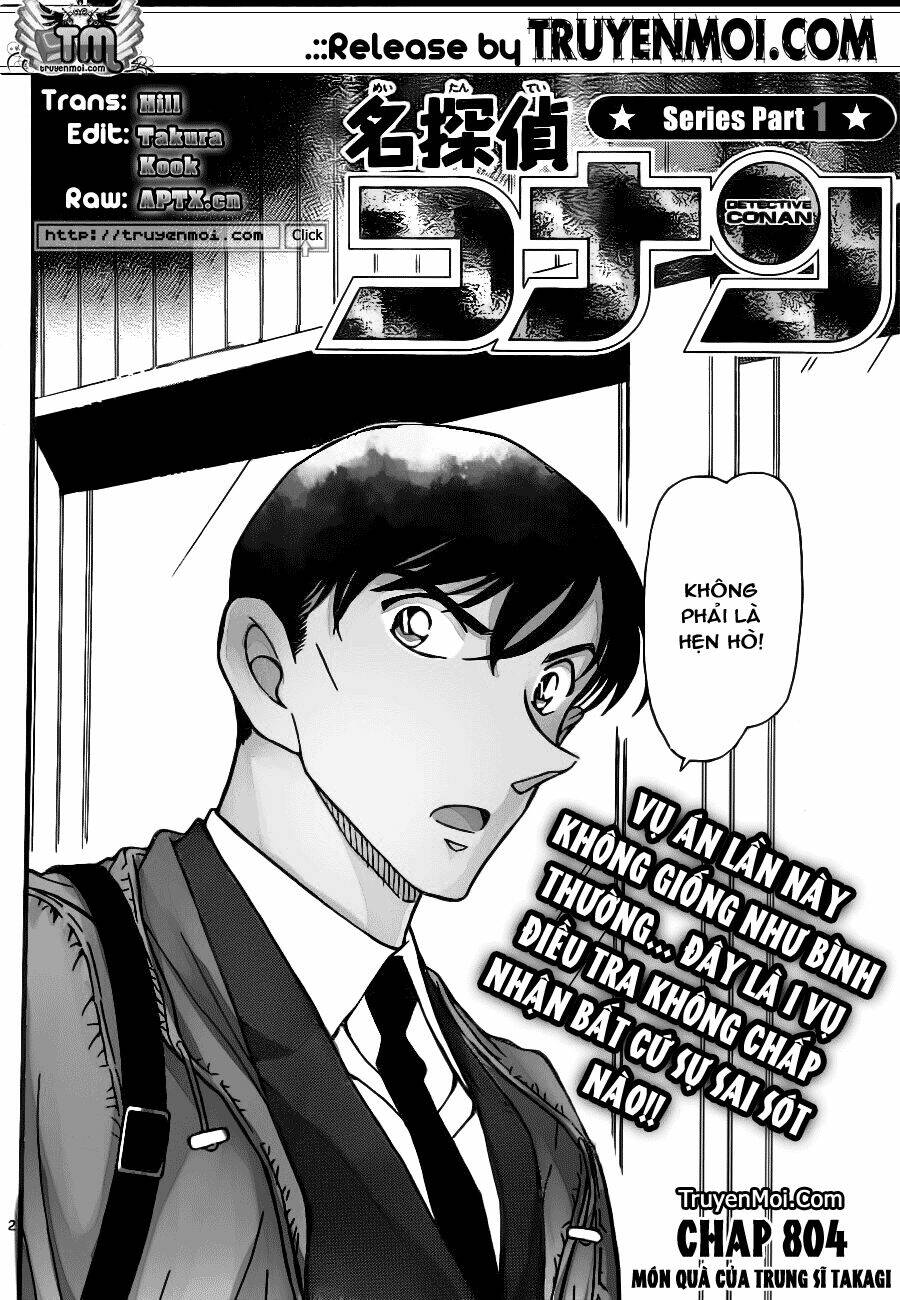 .::Release by TRUYENMOI.COM
TM
truyenmoi.com
Trans: Hill
Edit: Takura
Kook
Raw: APTX.cn
http://truyenmoi.com Click
めい たん てい
名探偵
★ Series Part 1 ★
コナン
DETECTIVE
CONAN
KHÔNG
PHẢI LÀ
HẸN HÒ!
VỤ ÁN LẦN NÀY
KHÔNG GIỐNG NHƯ BÌNH
THƯỜNG... ĐÂY LÀ 1 VỤ
ĐIỀU TRA KHÔNG CHẤP
NHẬN BẤT CỨ SỰ SAI SÓT
NÀO!!
2
TruyenMoi.Com
CHAP 804
MÓN QUÀ CỦA TRUNG SĨ TAKAGI